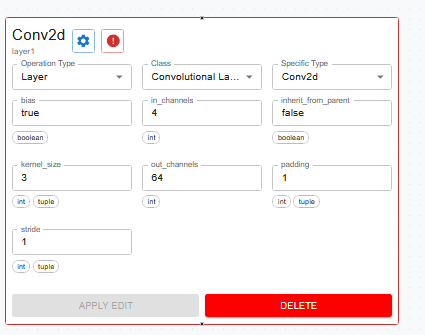 Conv2d
layer1
Operation Type Class Specific Type
Layer Convolutional La... Conv2d
bias in_channels inherit_from_parent
true 4 false
boolean int boolean
kernel_size out_channels padding
3 64 1
int tuple int int tuple
stride
1
int tuple
APPLY EDIT DELETE